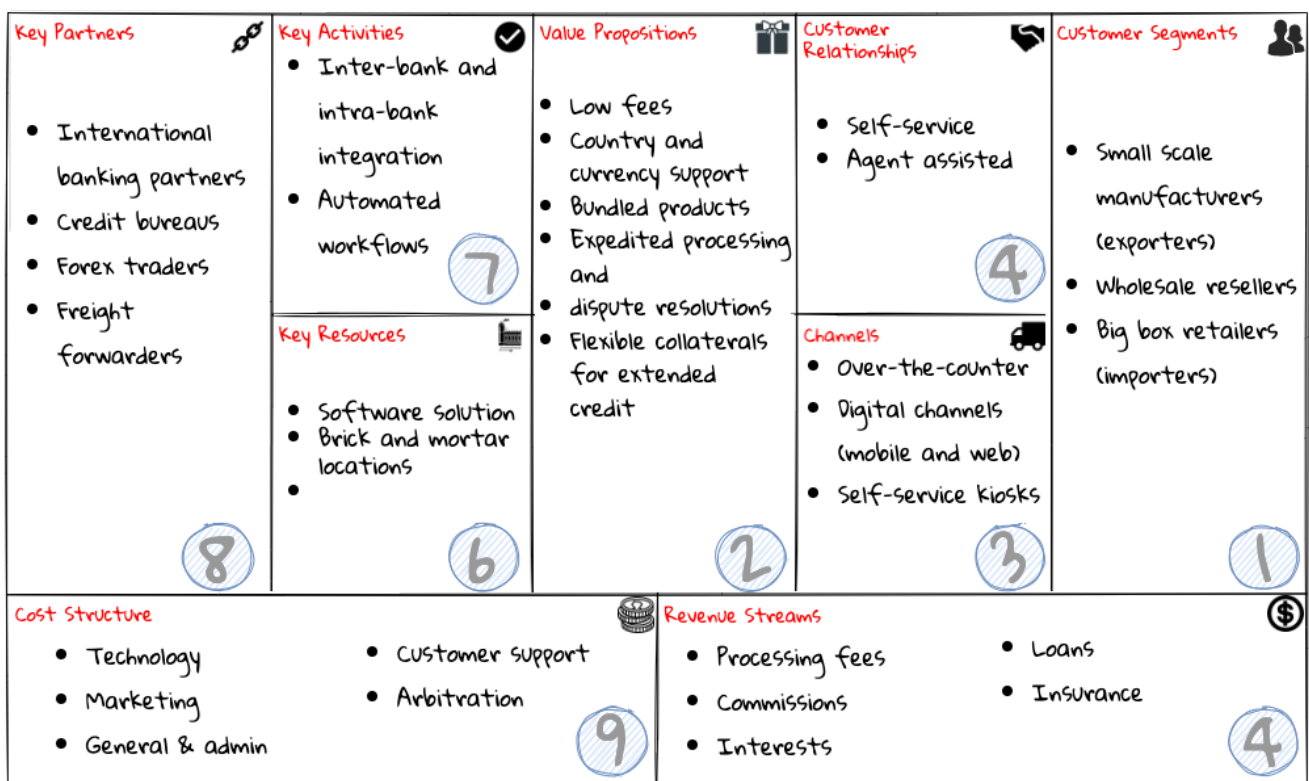 Key Partners
• International
banking partners
• Credit bureaus
• Forex traders
• Freight
forwarders
8
Key Activities
• Inter-bank and
intra-bank
integration
• Automated
workflows
7
Key Resources
• Software solution
• Brick and mortar
locations
•
6
Value Propositions
• Low fees
• Country and
currency support
• Bundled products
• Expedited processing
and
• dispute resolutions
• Flexible collaterals
for extended
credit
2
Customer
Relationships
• Self-service
• Agent assisted
4
Channels
• Over-the-counter
• Digital channels
(mobile and web)
• Self-service kiosks
3
Customer Segments
• Small scale
manufacturers
(exporters)
• Wholesale resellers
• Big box retailers
(importers)
1
Cost Structure
• Technology
• Marketing
• General & admin
• Customer support
• Arbitration
9
Revenue Streams
$
• Processing fees
• Commissions
• Interests
• Loans
• Insurance
4